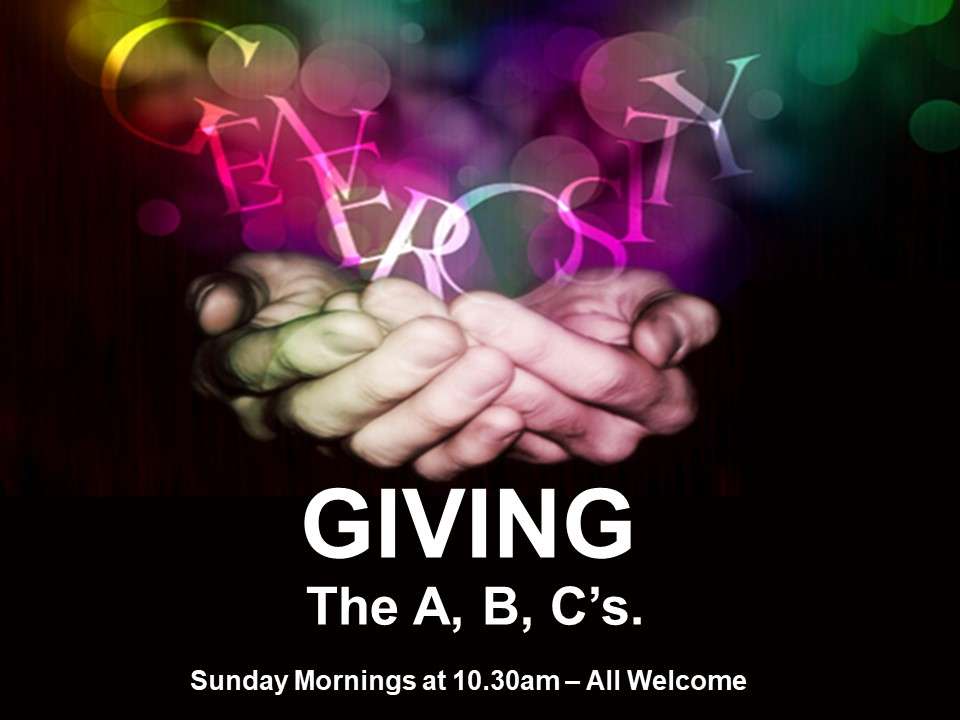 GENEROSITY
GIVING
The A, B, C’s.
Sunday Mornings at 10.30am – All Welcome